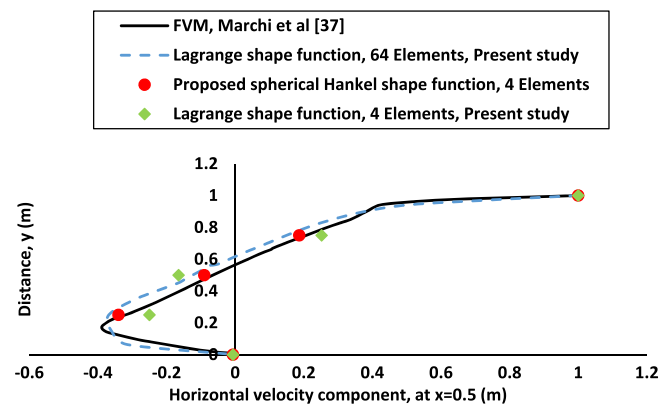 FVM, Marchi et al [37]
Lagrange shape function, 64 Elements, Present study
Proposed spherical Hankel shape function, 4 Elements
Lagrange shape function, 4 Elements, Present study
1.2
1
0.8
0.6
0.4
0.2
0
Distance, y (m)
-0.6 -0.4 -0.2 0 0.2 0.4 0.6 0.8 1 1.2
Horizontal velocity component, at x=0.5 (m)